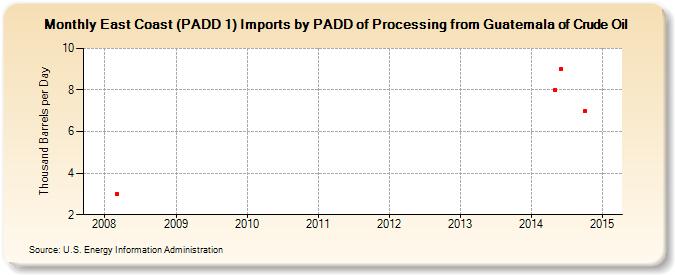 Monthly East Coast (PADD 1) Imports by PADD of Processing from Guatemala of Crude Oil
Thousand Barrels per Day
10
8
6
4
2
2008 2009 2010 2011 2012 2013 2014 2015
Source: U.S. Energy Information Administration